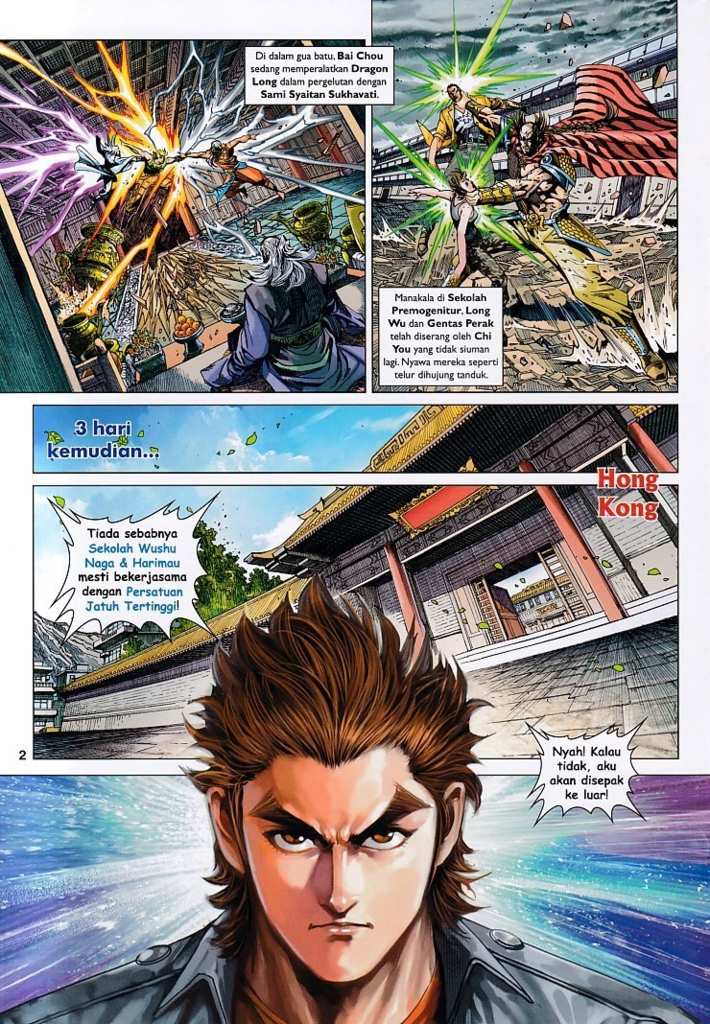 Di dalam gua batu, Bai Chou
sedang memperalatkan Dragon
Long dalam pergelutan dengan
Sami Syaitan Sukhavati.
Manakala di Sekolah
Premogenitur, Long
Wu dan Gentas Perak
telah diserang oleh Chi
You yang tidak siuman
lagi. Nyawa mereka seperti
telur dihujung tanduk.
3 hari
kemudian...
Hong
Kong
Tiada sebabnya
Sekolah Wushu
Naga & Harimau
mesti bekerjasama
dengan Persatuan
Jatuh Tertinggi!
Nyah! Kalau
tidak, aku
akan disepak
ke luar!
2